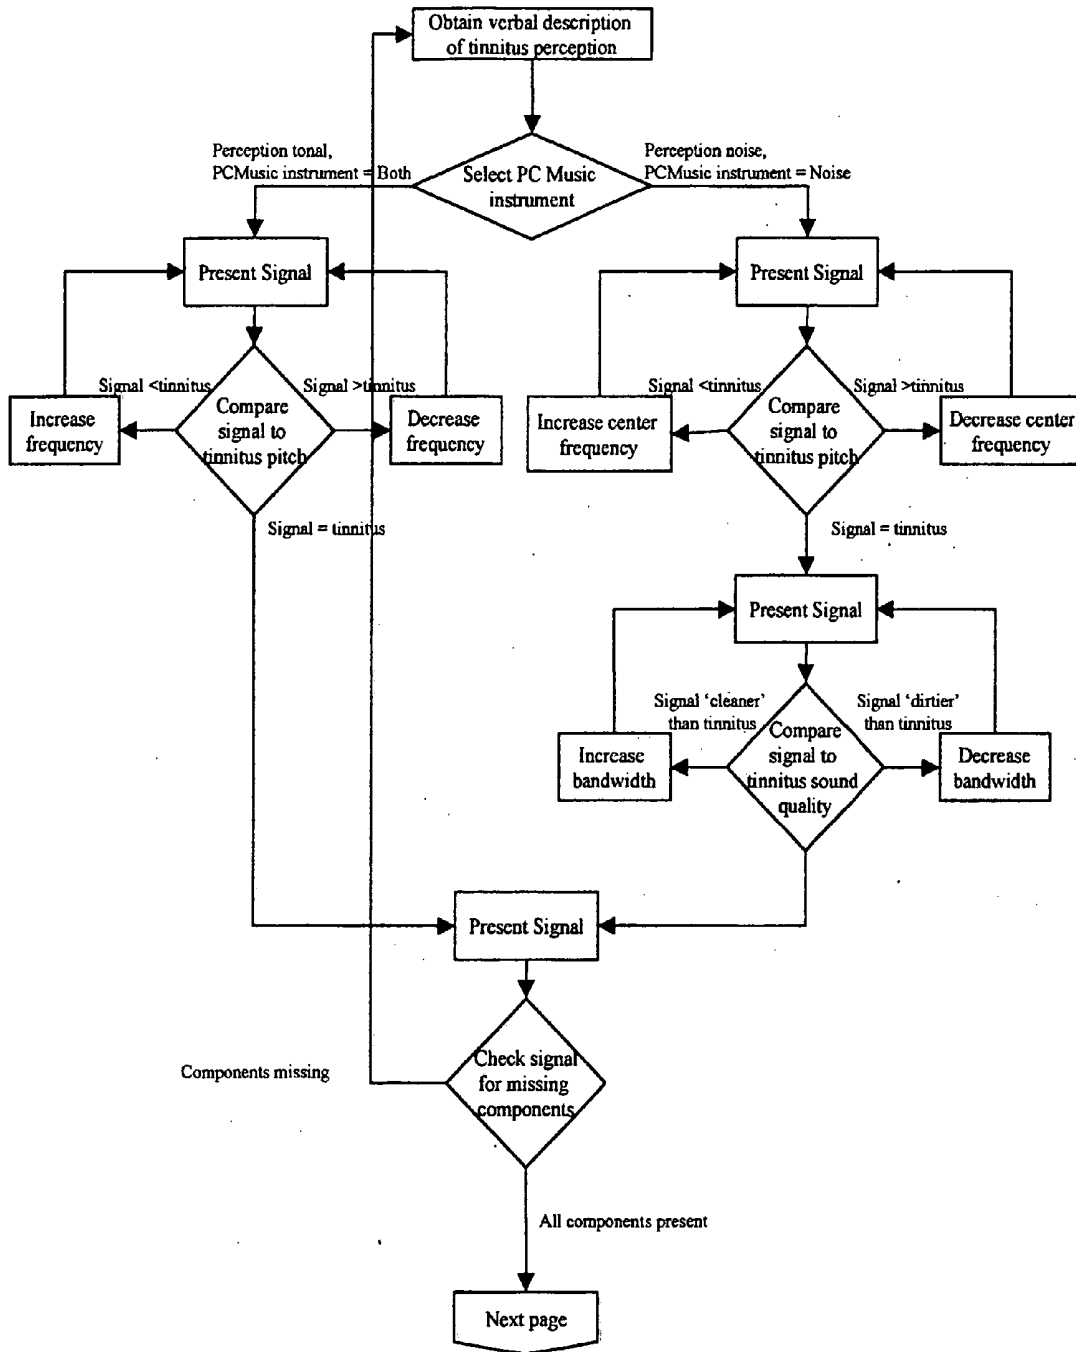 Obtain verbal description
of tinnitus perception
Perception tonal,
PCMusic instrument = Both
Select PC Music
instrument
Perception noise,
PCMusic instrument = Noise
Present Signal
Present Signal
Signal <tinnitus
Signal >tinnitus
Increase
frequency
Compare
signal to
tinnitus pitch
Decrease
frequency
Signal <tinnitus
Signal >tinnitus
Increase center
frequency
Compare
signal to
tinnitus pitch
Decrease center
frequency
Signal = tinnitus
Signal = tinnitus
Present Signal
Signal ‘cleaner’
than tinnitus
Signal ‘dirtier’
than tinnitus
Increase
bandwidth
Compare
signal to
tinnitus sound
quality
Decrease
bandwidth
Present Signal
Components missing
Check signal
for missing
components
All components present
Next page